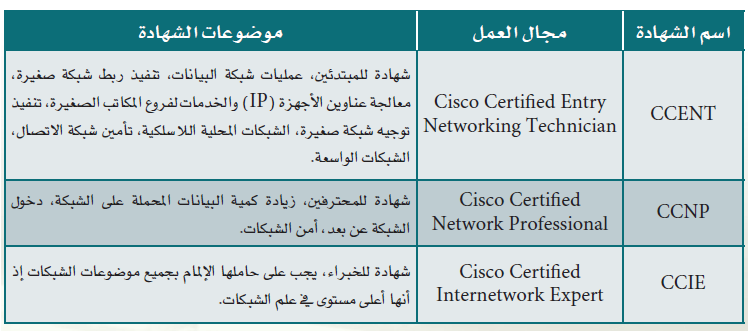 اسم الشهادة
مجال العمل
موضوعات الشهادة
CCENT
Cisco Certified Entry
Networking Technician
شهادة للمبتدئين، عمليات شبكة البيانات، تنفيذ ربط شبكة صغيرة،
معالجة عناوين الأجهزة (IP) والخدمات لفروع المكاتب الصغيرة، تنفيذ
توجيه شبكة صغيرة، الشبكات المحلية اللاسلكية، تأمين شبكة الاتصال،
الشبكات الواسعة.
CCNP
Cisco Certified
Network Professional
شهادة للمحترفين، زيادة كمية البيانات المحملة على الشبكة، دخول
الشبكة عن بعد، أمن الشبكات.
CCIE
Cisco Certified
Internetwork Expert
شهادة للخبراء، يجب على حاملها الإلمام بجميع موضوعات الشبكات إذ
أنها أعلى مستوى في علم الشبكات.